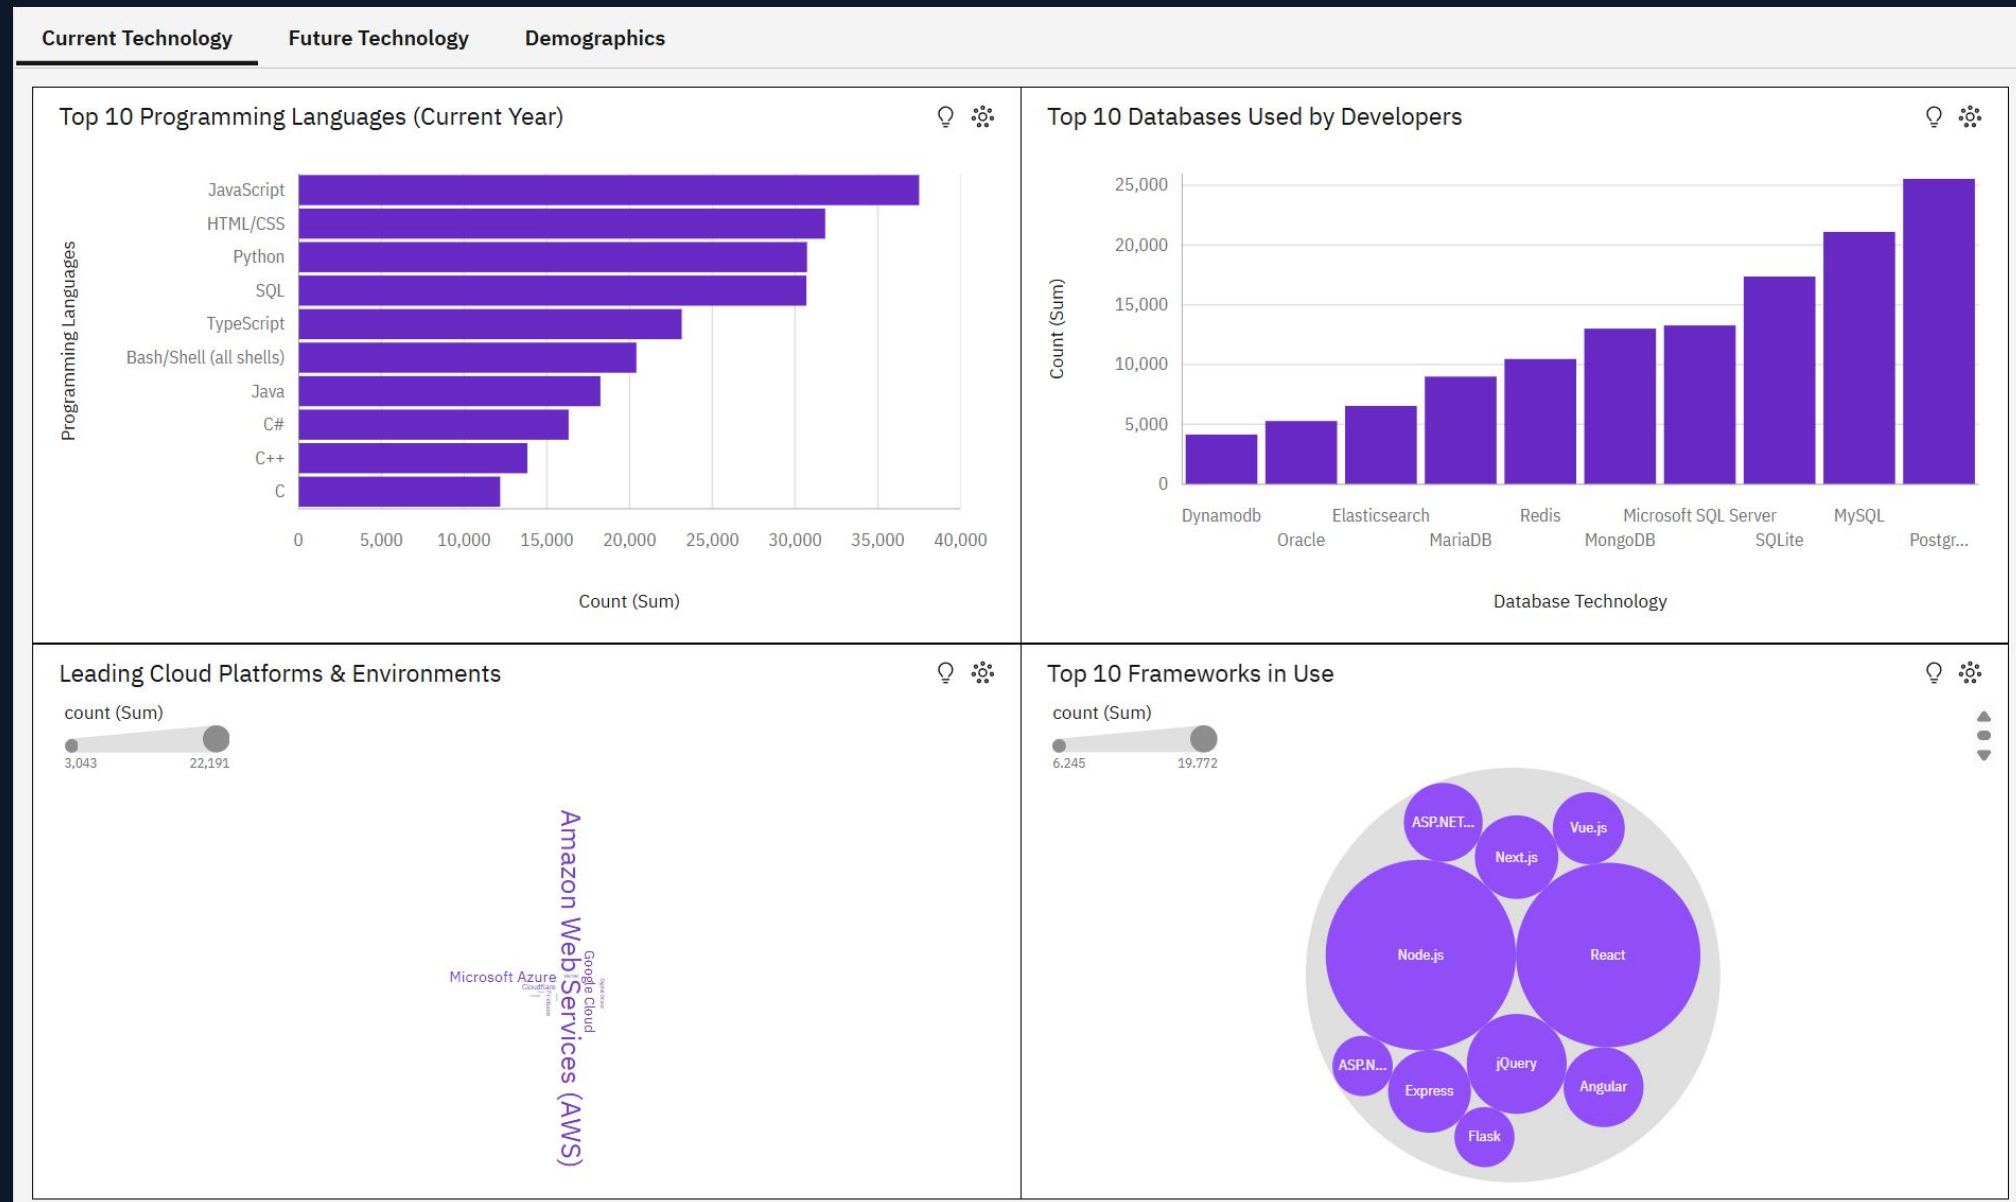 Current Technology Future Technology Demographics
Top 10 Programming Languages (Current Year)
Programming Languages
JavaScript
HTML/CSS
Python
SQL
TypeScript
Bash/Shell (all shells)
Java
C#
C++
C
0 5,000 10,000 15,000 20,000 25,000 30,000 35,000 40,000
Count (Sum)
Top 10 Databases Used by Developers
Count (Sum)
25,000
20,000
15,000
10,000
5,000
0
Dynamodb Elasticsearch Redis Microsoft SQL Server MySQL
Oracle MariaDB MongoDB SQLite Postgr...
Database Technology
Leading Cloud Platforms & Environments
count (Sum)
3,043 22,191
Amazon Web Services (AWS)
Google Cloud
Microsoft Azure
Cloudflare
Top 10 Frameworks in Use
count (Sum)
6.245 19.772
ASP.NET...
Vue.js
Next.js
Node.js
React
ASP.N...
jQuery
Express
Angular
Flask